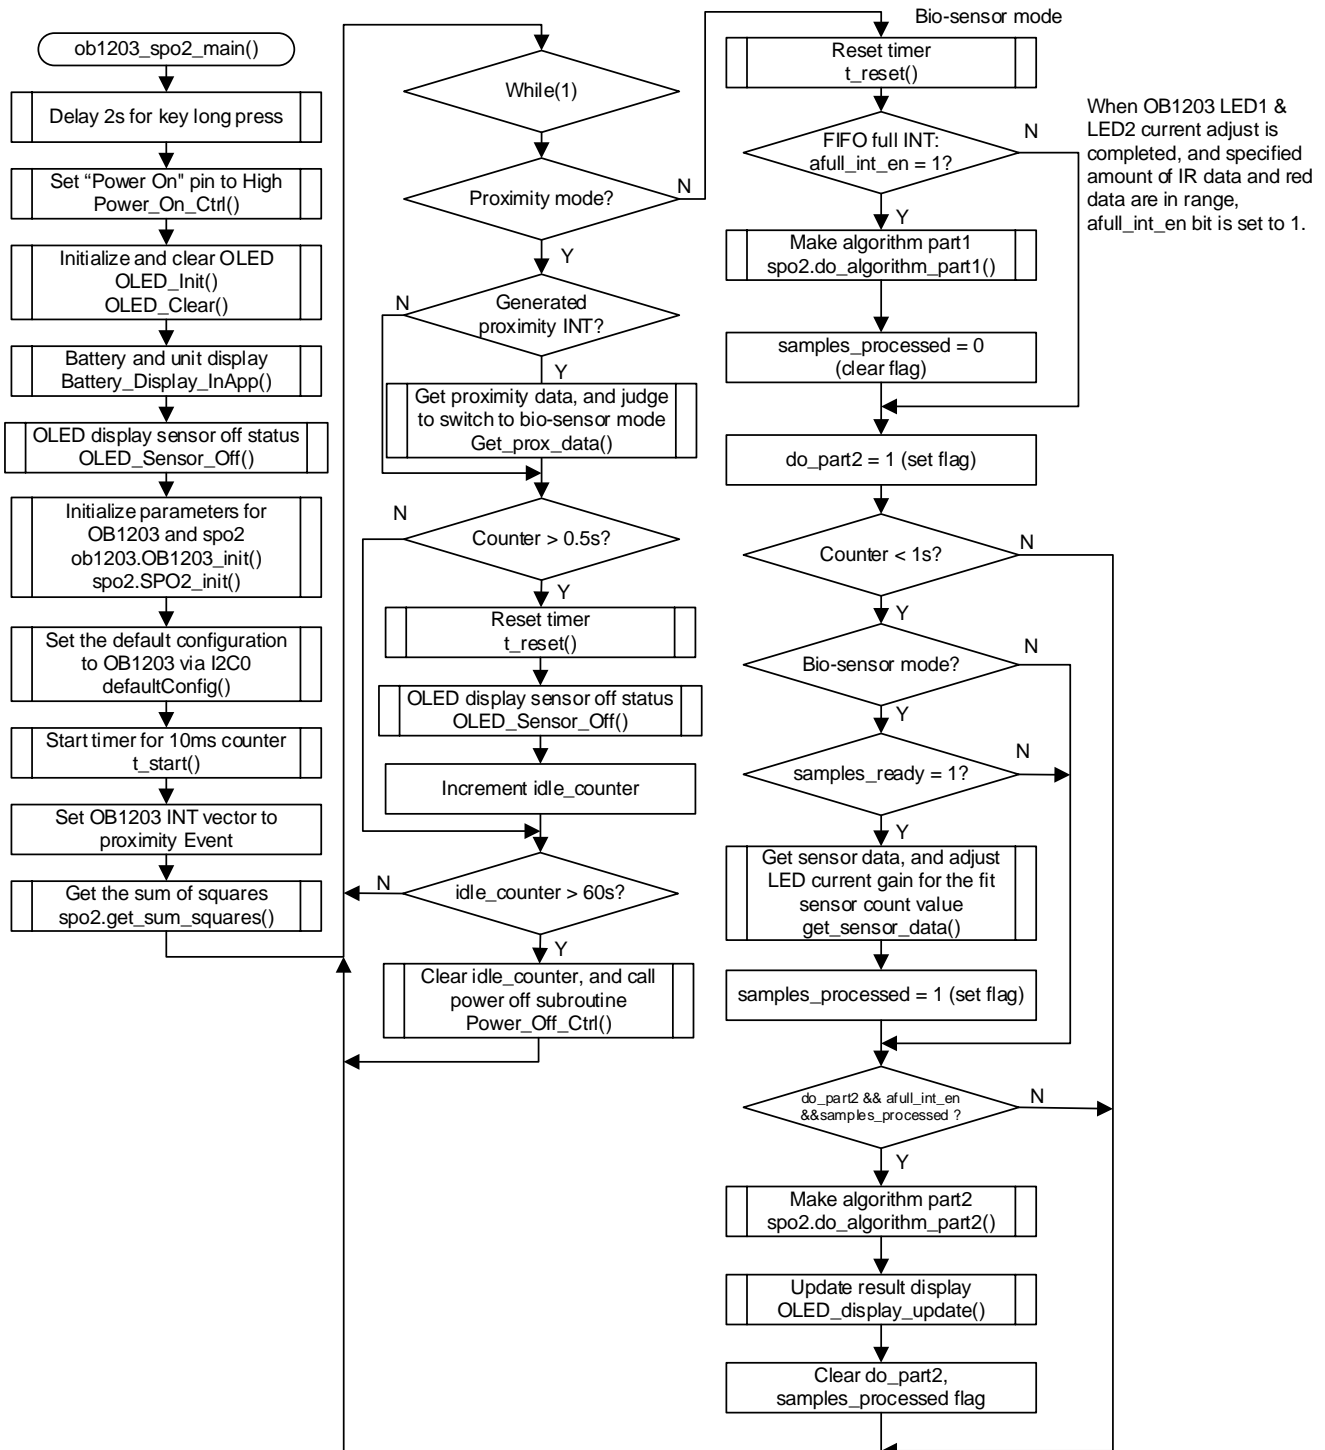 ob1203_spo2_main()
Delay 2s for key long press
Set “Power On" pin to High
Power_On_Ctrl()
Initialize and clear OLED
OLED_Init()
OLED_Clear()
Battery and unit display
Battery_Display_InApp()
OLED display sensor off status
OLED_Sensor_Off()
Initialize parameters for
OB1203 and spo2
ob1203.OB1203_init()
spo2.SPO2_init()
Set the default configuration
to OB1203 via I2C0
defaultConfig()
Start timer for 10ms counter
t_start()
Set OB1203 INT vector to
proximity Event
Get the sum of squares
spo2.get_sum_squares()
While(1)
Proximity mode?
N
Y
Generated
proximity INT?
N
Y
Get proximity data, and judge
to switch to bio-sensor mode
Get_prox_data()
N
Counter > 0.5s?
Y
Reset timer
t_reset()
OLED display sensor off status
OLED_Sensor_Off()
Increment idle_counter
N
idle_counter > 60s?
Y
Clear idle_counter, and call
power off subroutine
Power_Off_Ctrl()
Bio-sensor mode
Reset timer
t_reset()
FIFO full INT:
afull_int_en = 1?
N
Y
When OB1203 LED1 &
LED2 current adjust is
completed, and specified
amount of IR data and red
data are in range,
afull_int_en bit is set to 1.
Make algorithm part1
spo2.do_algorithm_part1()
samples_processed = 0
(clear flag)
do_part2 = 1 (set flag)
Counter < 1s?
N
Y
Bio-sensor mode?
N
Y
samples_ready = 1?
N
Y
Get sensor data, and adjust
LED current gain for the fit
sensor count value
get_sensor_data()
samples_processed = 1 (set flag)
do_part2 && afull_int_en
&&samples_processed ?
N
Y
Make algorithm part2
spo2.do_algorithm_part2()
Update result display
OLED_display_update()
Clear do_part2,
samples_processed flag